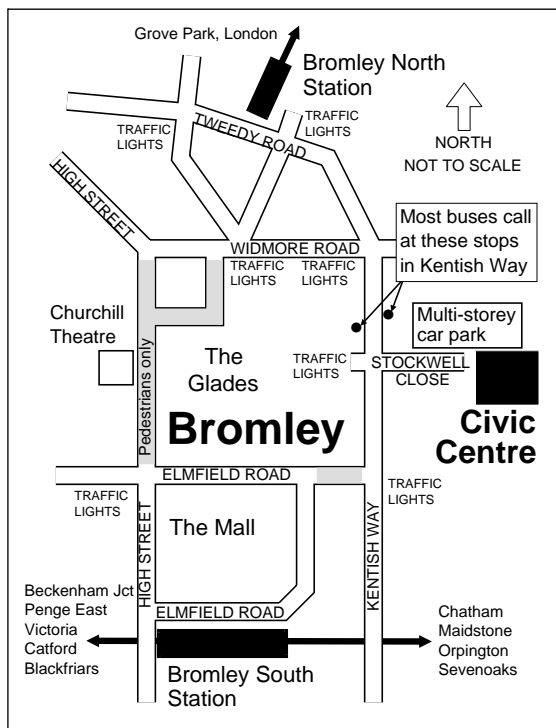 Grove Park, London
Bromley North
Station
TRAFFIC
LIGHTS
TWEEDY ROAD
TRAFFIC
LIGHTS
NORTH
NOT TO SCALE
HIGH STREET
Most buses call
at these stops
in Kentish Way
WIDMORE ROAD
TRAFFIC
LIGHTS
TRAFFIC
LIGHTS
Churchill
Theatre
Pedestrians only
The
Glades
Multi-storey
car park
TRAFFIC
LIGHTS
STOCKWELL
CLOSE
Bromley
Civic
Centre
ELMFIELD ROAD
TRAFFIC
LIGHTS
TRAFFIC
LIGHTS
HIGH STREET
The Mall
KENTISH WAY
Beckenham Jct
Penge East
Victoria
Catford
Blackfriars
ELMFIELD ROAD
Chatham
Maidstone
Orpington
Sevenoaks
Bromley South
Station